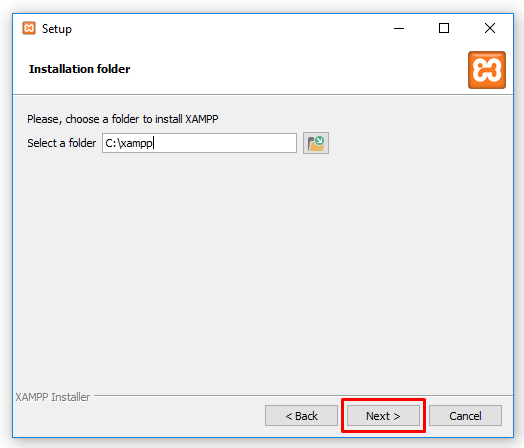 Setup
Installation folder
Please, choose a folder to install XAMPP
Select a folder C:\xampp
XAMPP Installer
< Back Next > Cancel